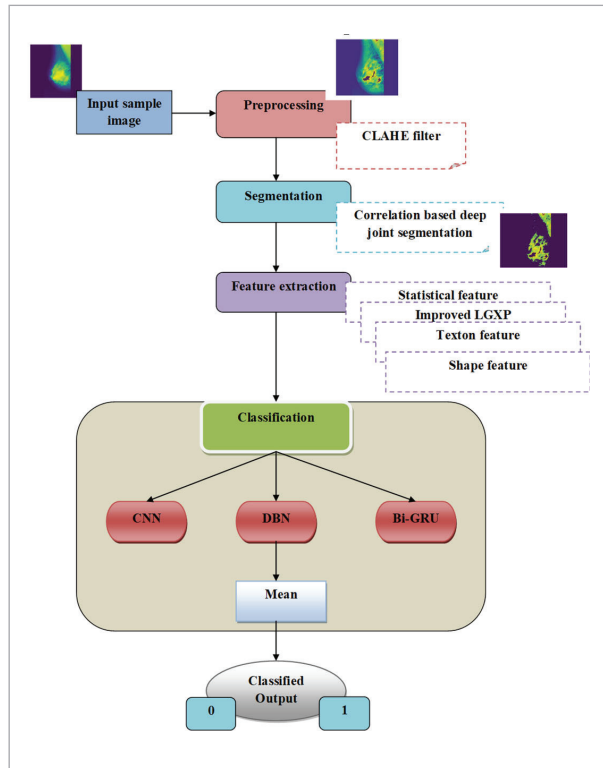 Input sample
image
Preprocessing
CLAHE filter
Segmentation
Correlation based deep
joint segmentation
Feature extraction
Statistical feature
Improved LGXP
Texton feature
Shape feature
Classification
CNN
DBN
Bi-GRU
Mean
Classified
Output
0
1